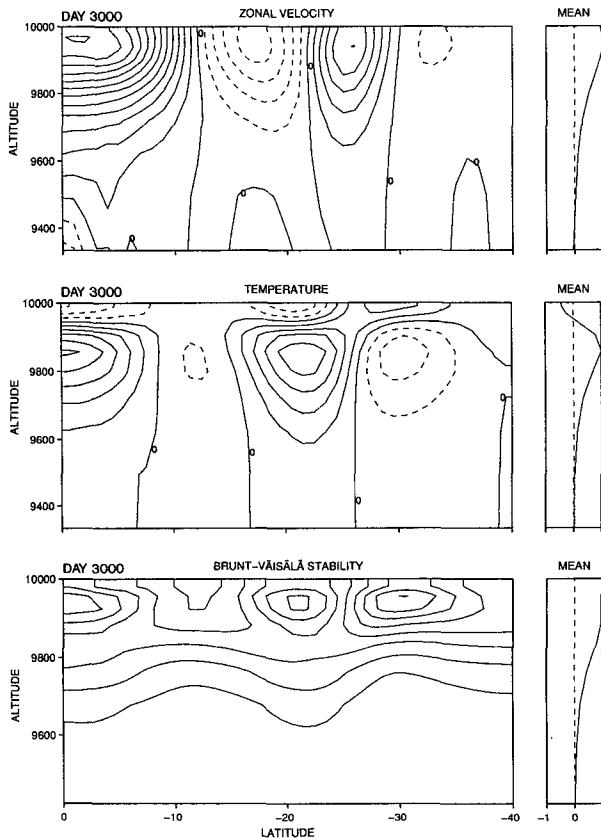 DAY 3000 ZONAL VELOCITY MEAN
10000
9800
9600
9400
ALTITUDE
0
0
0
0
0
0
DAY 3000 TEMPERATURE MEAN
10000
9800
9600
9400
ALTITUDE
0
0
0
0
DAY 3000 BRUNT-VÄISÄLÄ STABILITY MEAN
10000
9800
9600
ALTITUDE
0 -10 -20 -30 -40 -1 0 1
LATITUDE